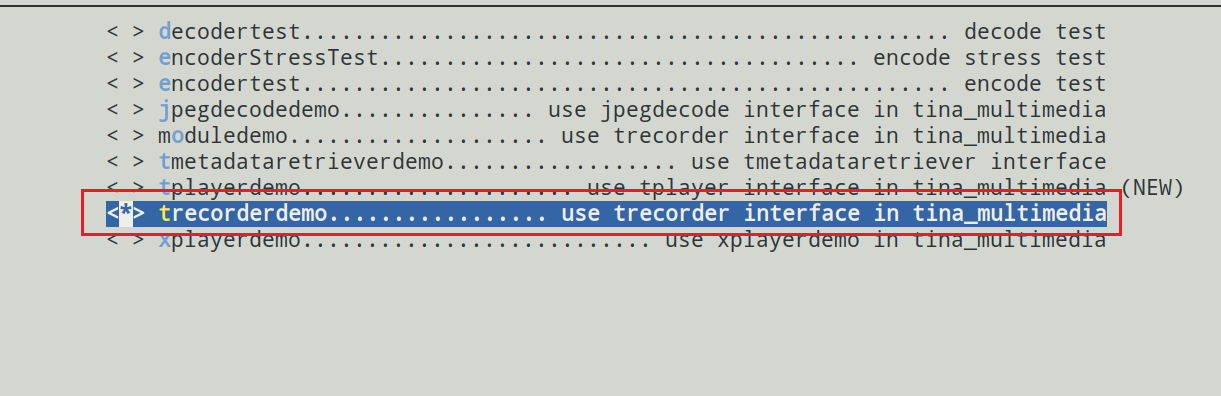 < > decodertest.................................................. decode test
< > encoderStressTest..................................... encode stress test
< > encodertest.................................................. encode test
< > jpegdecodedemo............... use jpegdecode interface in tina_multimedia
< > moduledemo.................... use trecorder interface in tina_multimedia
< > tmetadataretrieverdemo.................. use tmetadataretriever interface
< > tplayerdemo..................... use tplayer interface in tina_multimedia (NEW)
<*> trecorderdemo................. use trecorder interface in tina_multimedia
< > xplayerdemo........................... use xplayerdemo in tina_multimedia